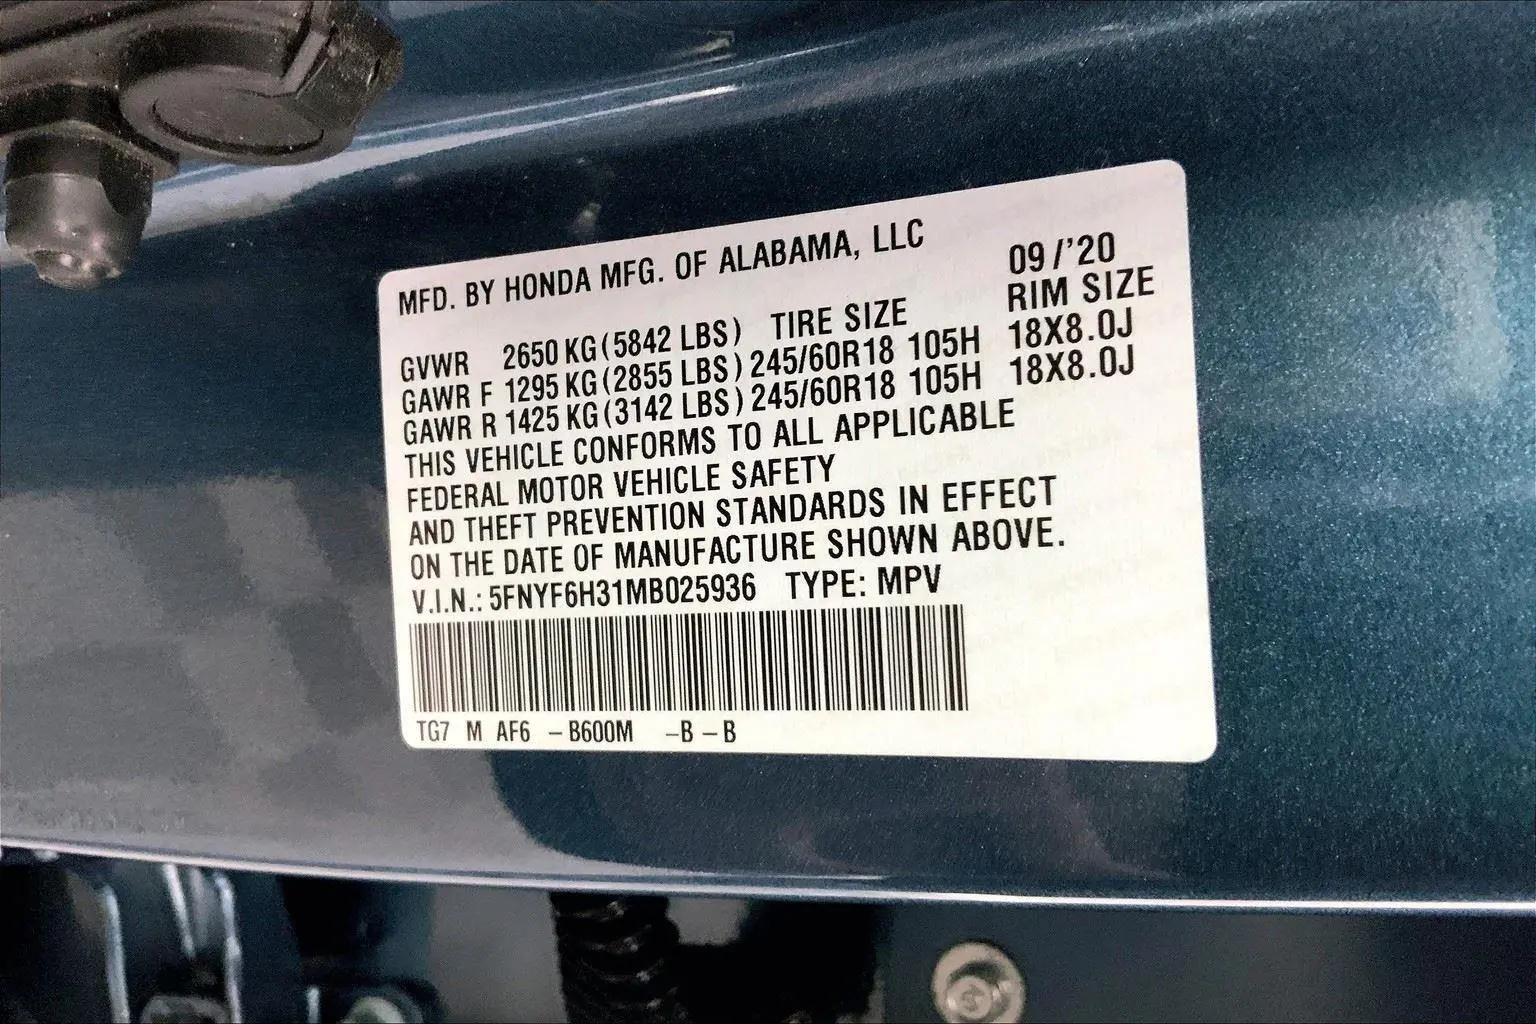 MFD. BY HONDA MFG. OF ALABAMA, LLC 09/'20
GVWR 2650 KG (5842 LBS) TIRE SIZE RIM SIZE
GAWR F 1295 KG (2855 LBS) 245/60R18 105H 18X8.0J
GAWR R 1425 KG (3142 LBS) 245/60R18 105H 18X8.0J
THIS VEHICLE CONFORMS TO ALL APPLICABLE
FEDERAL MOTOR VEHICLE SAFETY
AND THEFT PREVENTION STANDARDS IN EFFECT
ON THE DATE OF MANUFACTURE SHOWN ABOVE.
V.I.N.: 5FNYF6H31MB025936 TYPE: MPV
TG7 M AF6 – B600M –B – B